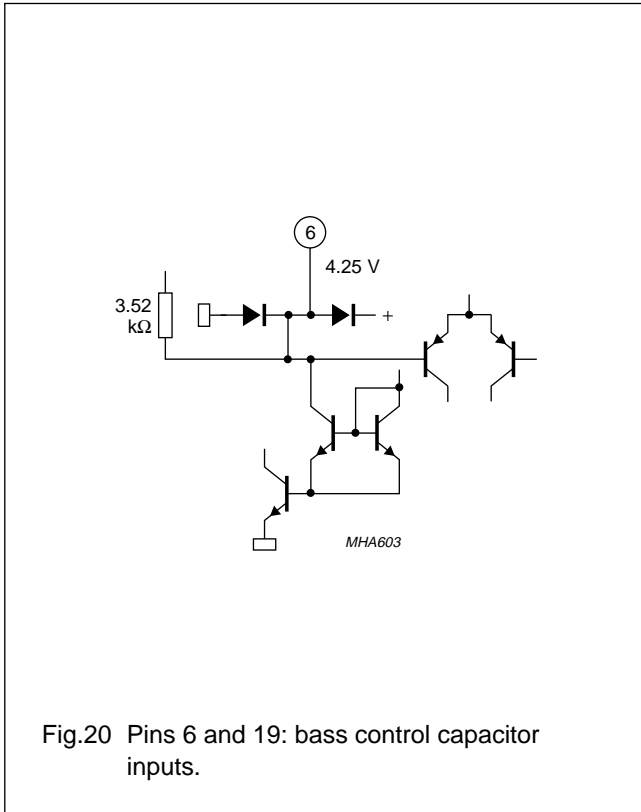 6
4.25 V
3.52
kΩ
+
MHA603
Fig.20 Pins 6 and 19: bass control capacitor
inputs.